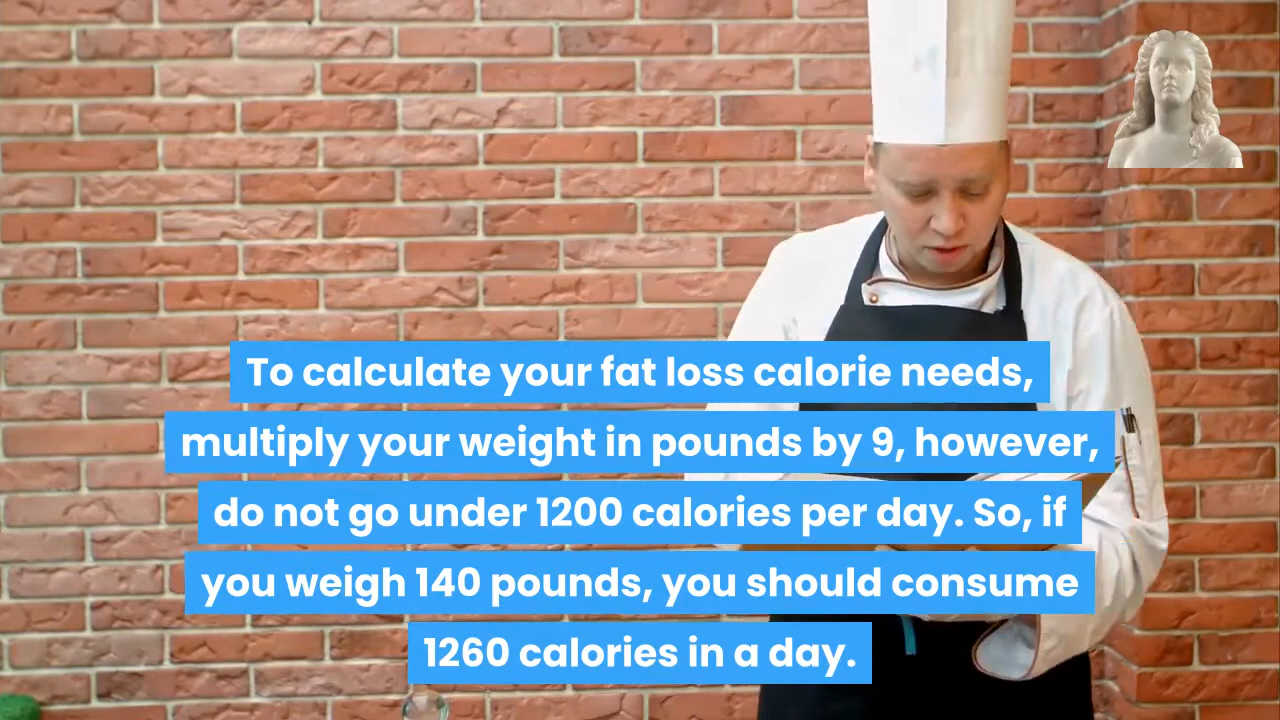 To calculate your fat loss calorie needs,
multiply your weight in pounds by 9, however,
do not go under 1200 calories per day. So, if
you weigh 140 pounds, you should consume
1260 calories in a day.